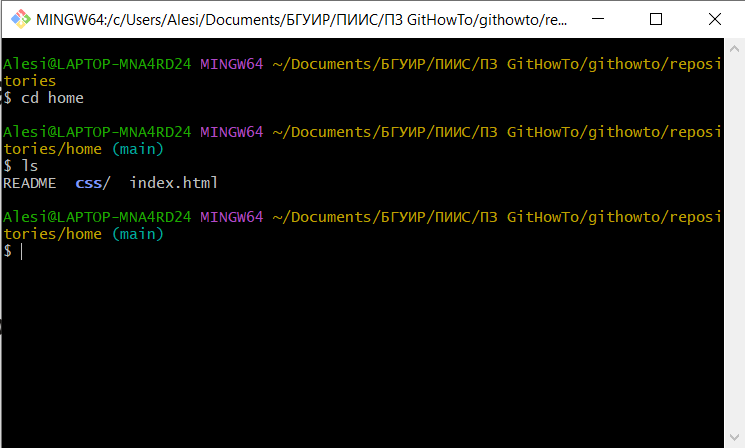 MINGW64:/c/Users/Alesi/Documents/БГУИР/ПИИС/ПЗ GitHowTo/githowto/re...
Alesi@LAPTOP-MNA4RD24 MINGW64 ~/Documents/БГУИР/ПИИС/ПЗ GitHowTo/githowto/reposi
tories
$ cd home
Alesi@LAPTOP-MNA4RD24 MINGW64 ~/Documents/БГУИР/ПИИС/ПЗ GitHowTo/githowto/reposi
tories/home (main)
$ ls
README  css/  index.html
Alesi@LAPTOP-MNA4RD24 MINGW64 ~/Documents/БГУИР/ПИИС/ПЗ GitHowTo/githowto/reposi
tories/home (main)
$